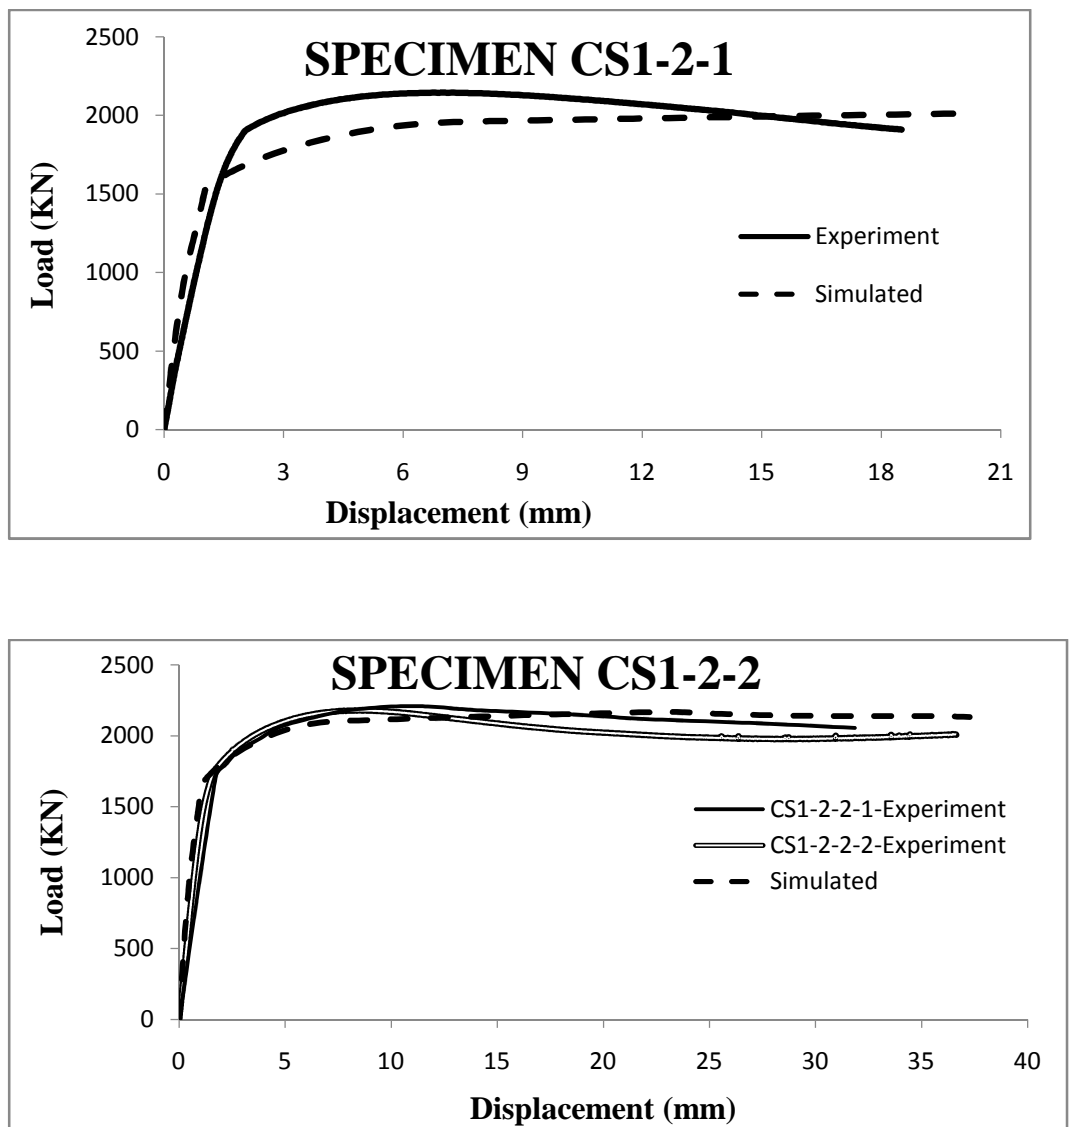 SPECIMEN CS1-2-1
2500
2000
1500
1000
500
0
Load (KN)
Experiment
Simulated
0 3 6 9 12 15 18 21
Displacement (mm)
SPECIMEN CS1-2-2
2500
2000
1500
1000
500
0
Load (KN)
CS1-2-2-1-Experiment
CS1-2-2-2-Experiment
Simulated
0 5 10 15 20 25 30 35 40
Displacement (mm)